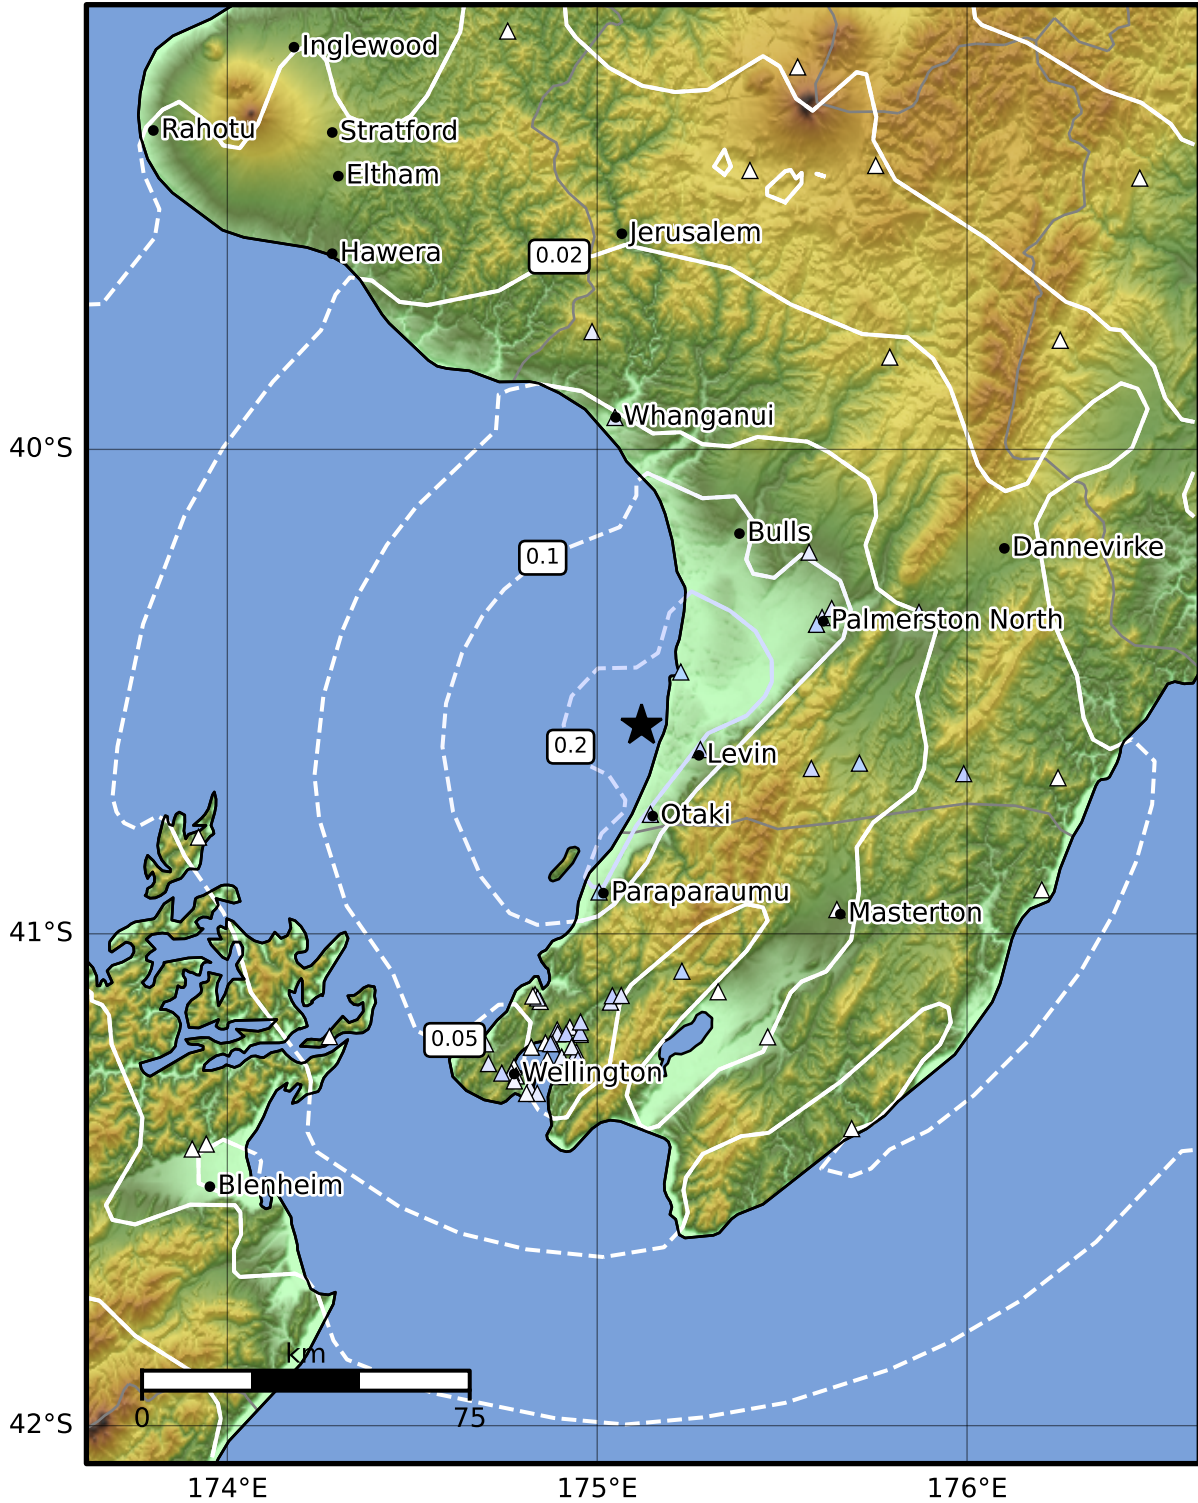 Inglewood
Rahotu
Stratford
Eltham
Jerusalem
Hawera
0.02
Whanganui
40°S
Bulls
0.1
Dannevirke
Palmerston North
0.2
Levin
Otaki
Paraparaumu
Masterton
41°S
0.05
Wellington
Blenheim
km
0
75
42°S
174°E
175°E
176°E